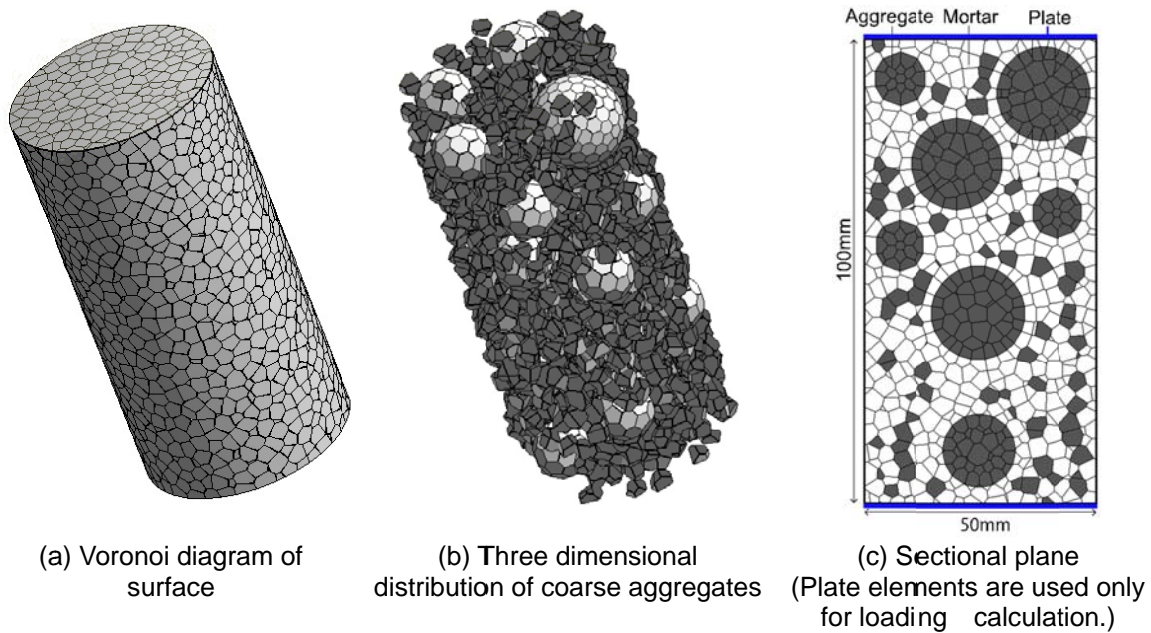 Aggregate Mortar Plate
100mm
50mm
(a) Voronoi diagram of
surface
(b) Three dimensional
distribution of coarse aggregates
(c) Sectional plane
(Plate elements are used only
for loading calculation.)